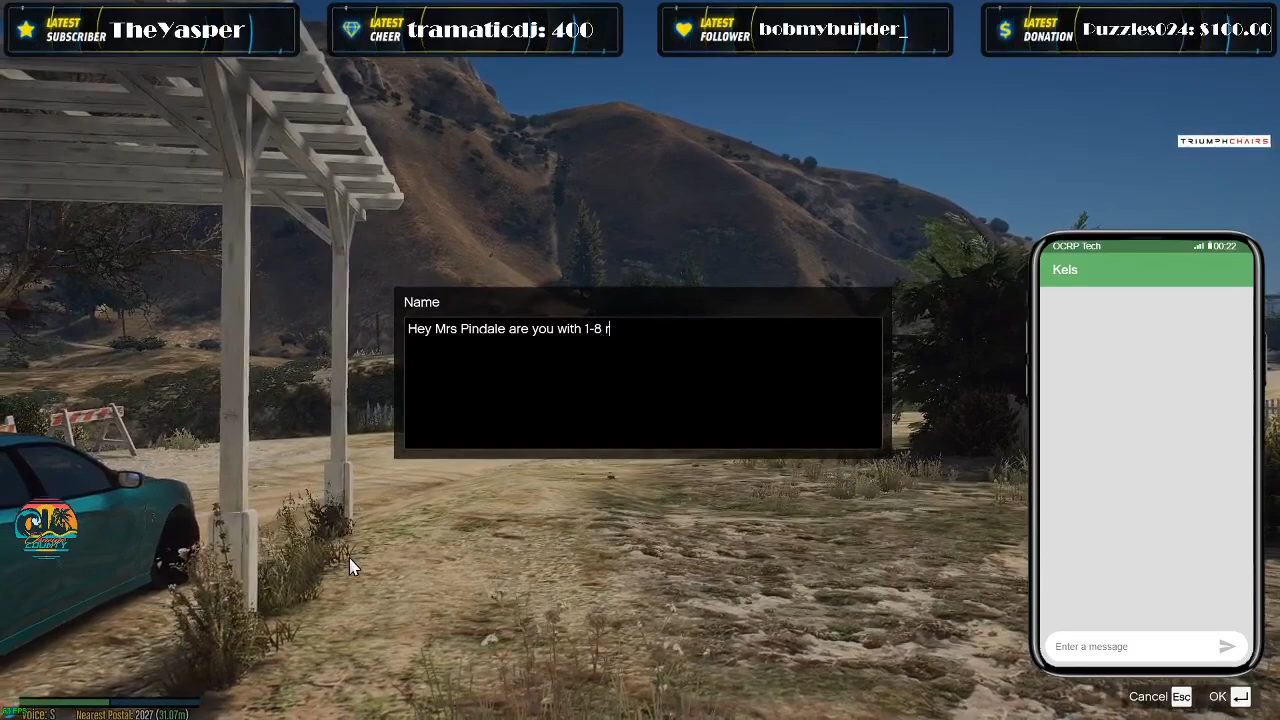 LATEST SUBSCRIBER TheYasper
LATEST CHEER tramaticdj: 400
LATEST FOLLOWER bobmybuilder_
LATEST DONATION Puzzles024: $100.00
TRIUMPHCHAIRS
OCRP Tech 00:22
Kels
Name
Hey Mrs Pindale are you with 1-8 r
COUNTY
Enter a message
Cancel Esc OK
Voice: S Nearest Postal: 2027 (31.07m)